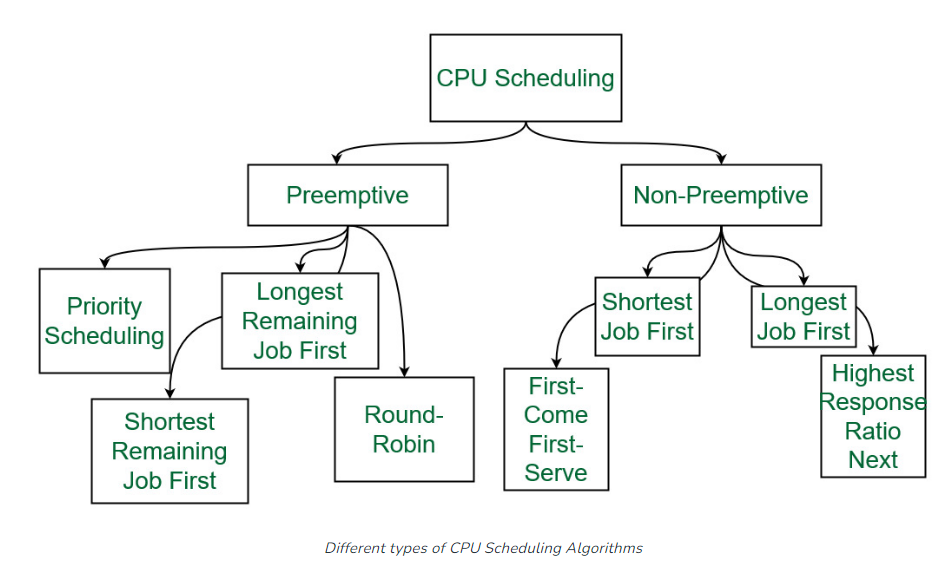 CPU Scheduling
Preemptive
Non-Preemptive
Priority
Scheduling
Longest
Remaining
Job First
Shortest
Remaining
Job First
Round-
Robin
Shortest
Job First
Longest
Job First
First-
Come
First-
Serve
Highest
Response
Ratio
Next
Different types of CPU Scheduling Algorithms